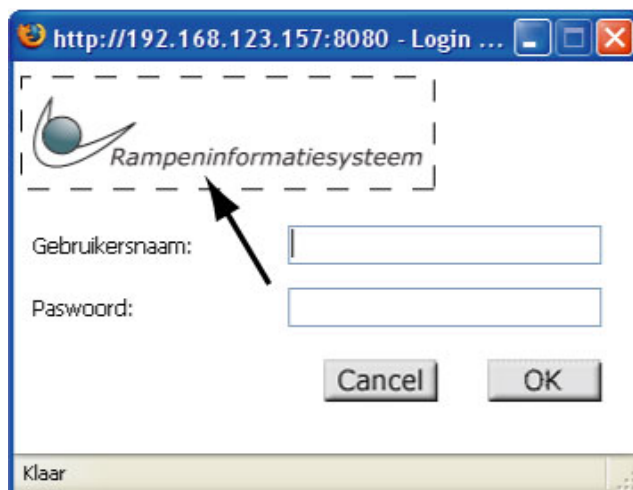 http://192.168.123.157:8080 - Login ...
Rampeninformatiesysteem
Gebruikersnaam:
Paswoord:
Cancel OK
Klaar